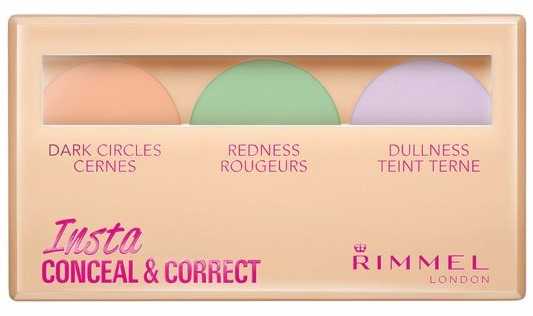 DARK CIRCLES
CERNES
REDNESS
ROUGEURS
DULLNESS
TEINT TERNE
Insta
CONCEAL & CORRECT
RIMMEL
LONDON